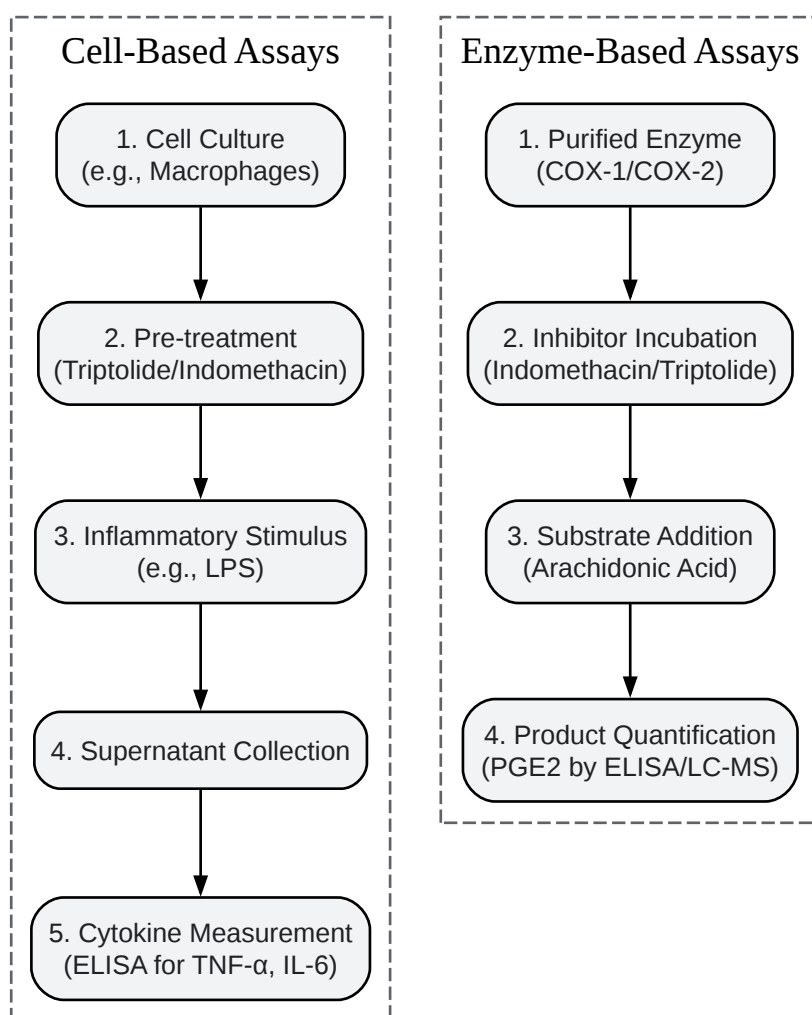 Cell-Based Assays
1. Cell Culture
(e.g., Macrophages)
2. Pre-treatment
(Triptolide/Indomethacin)
3. Inflammatory Stimulus
(e.g., LPS)
4. Supernatant Collection
5. Cytokine Measurement
(ELISA for TNF-α, IL-6)
Enzyme-Based Assays
1. Purified Enzyme
(COX-1/COX-2)
2. Inhibitor Incubation
(Indomethacin/Triptolide)
3. Substrate Addition
(Arachidonic Acid)
4. Product Quantification
(PGE2 by ELISA/LC-MS)